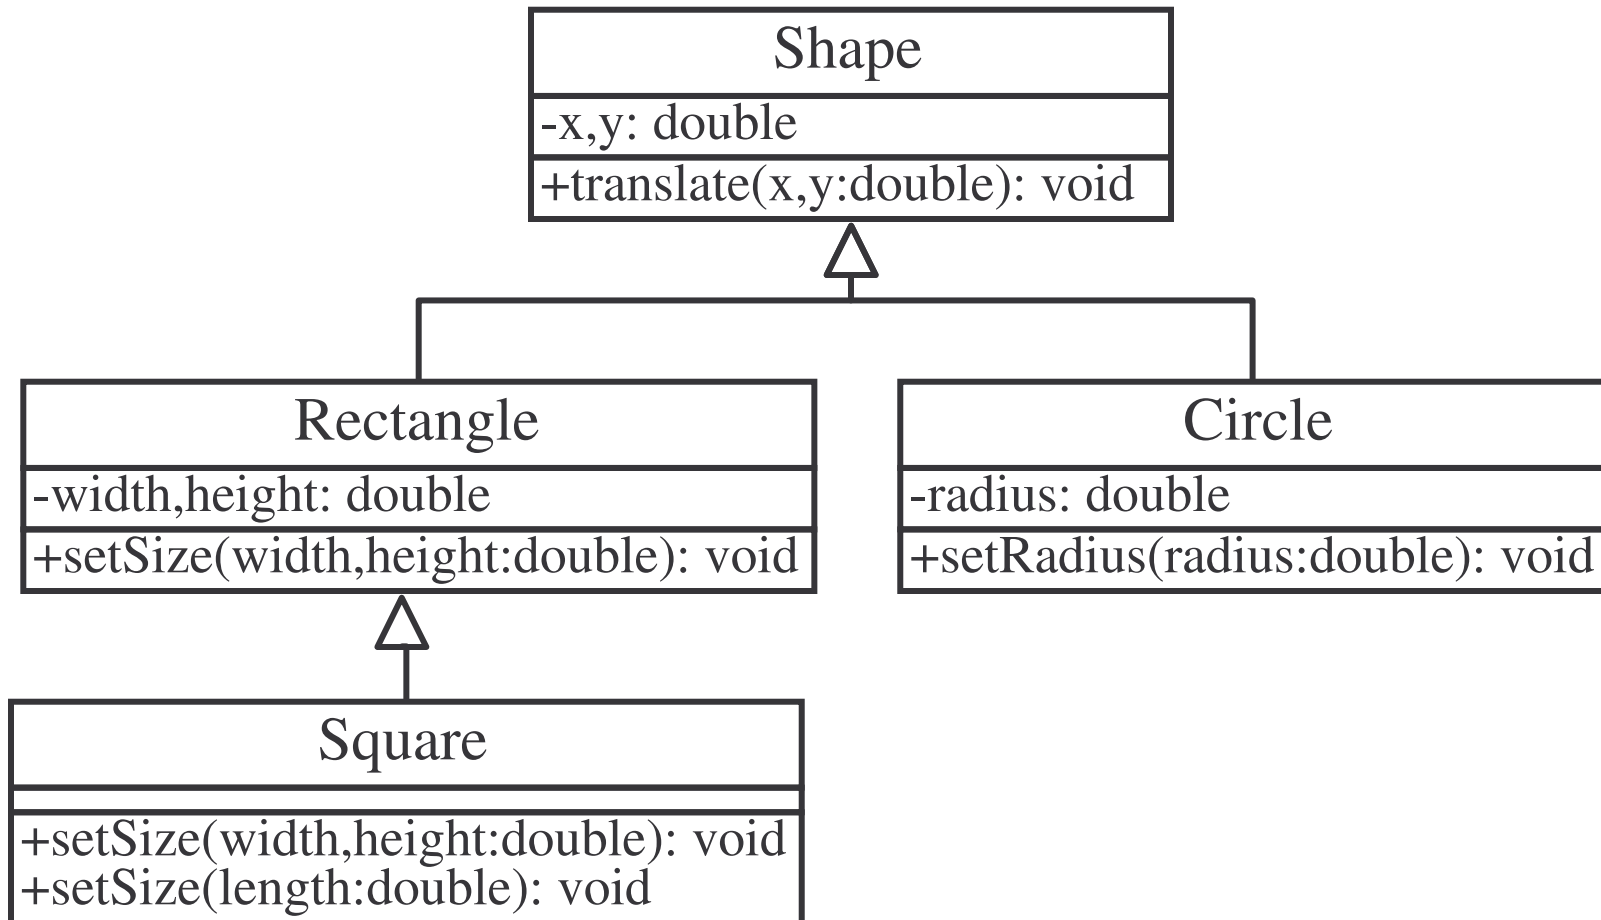 Shape
-x,y: double
+translate(x,y:double): void
Rectangle
-width,height: double
+setSize(width,height:double): void
Circle
-radius: double
+setRadius(radius:double): void
Square
+setSize(width,height:double): void
+setSize(length:double): void